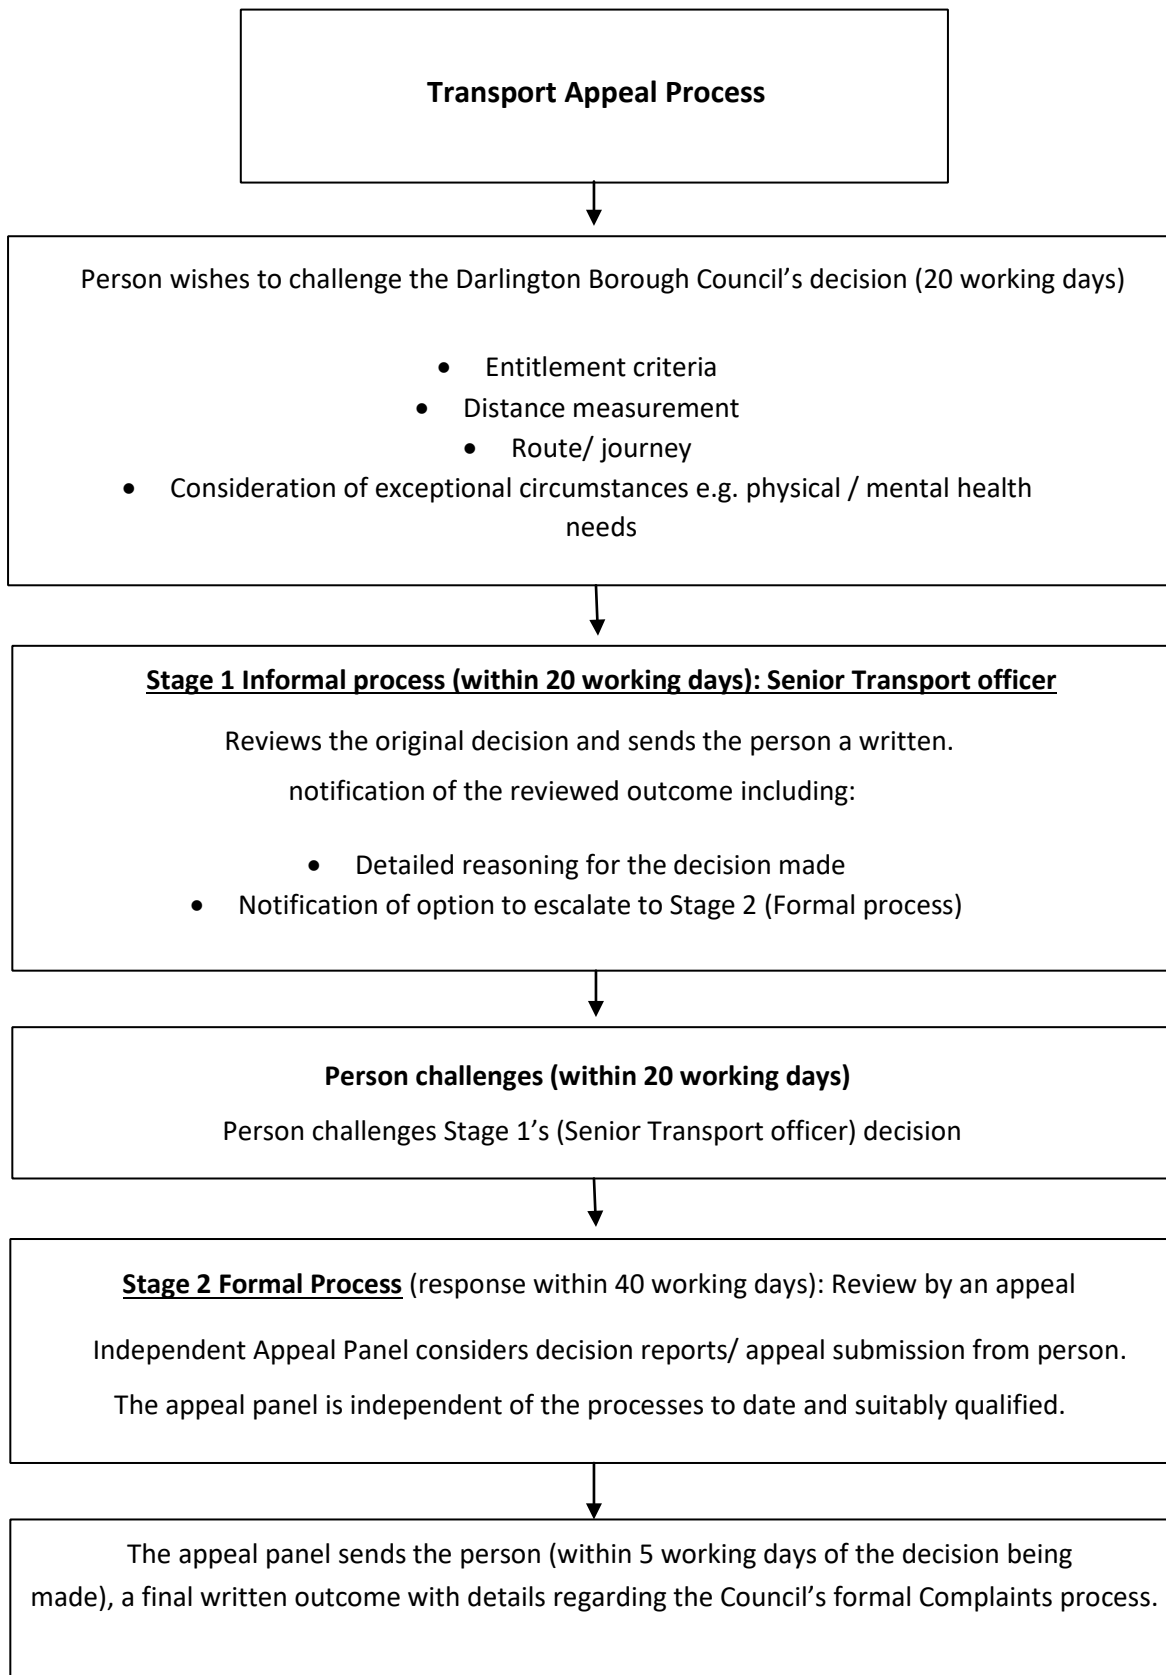 Transport Appeal Process
Person wishes to challenge the Darlington Borough Council’s decision (20 working days)
• Entitlement criteria
• Distance measurement
• Route/ journey
• Consideration of exceptional circumstances e.g. physical / mental health
needs
Stage 1 Informal process (within 20 working days): Senior Transport officer
Reviews the original decision and sends the person a written.
notification of the reviewed outcome including:
• Detailed reasoning for the decision made
• Notification of option to escalate to Stage 2 (Formal process)
Person challenges (within 20 working days)
Person challenges Stage 1’s (Senior Transport officer) decision
Stage 2 Formal Process (response within 40 working days): Review by an appeal
Independent Appeal Panel considers decision reports/ appeal submission from person.
The appeal panel is independent of the processes to date and suitably qualified.
The appeal panel sends the person (within 5 working days of the decision being
made), a final written outcome with details regarding the Council’s formal Complaints process.